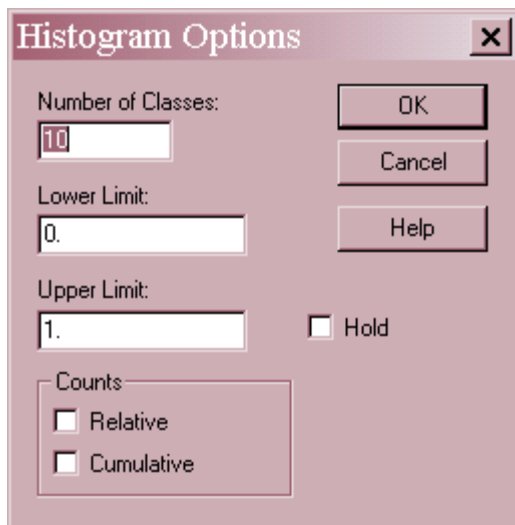 Histogram Options
Number of Classes:
10
OK
Cancel
Lower Limit:
0.
Help
Upper Limit:
1.
Hold
Counts
Relative
Cumulative